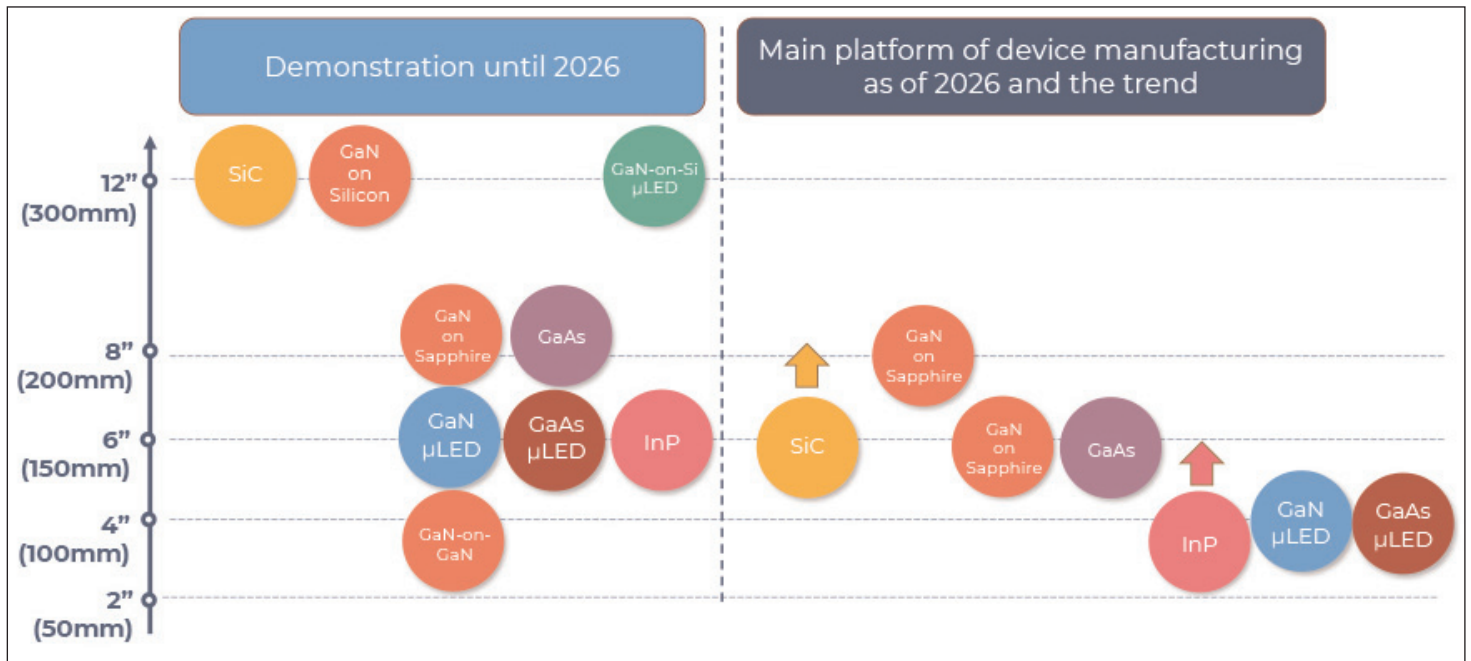 Demonstration until 2026
Main platform of device manufacturing
as of 2026 and the trend
12”
(300mm)
SiC
GaN
on
Silicon
GaN-on-Si
μLED
8”
(200mm)
GaN
on
Sapphire
GaAs
GaN
on
Sapphire
6”
(150mm)
GaN
μLED
GaAs
μLED
InP
SiC
GaN
on
Sapphire
GaAs
4”
(100mm)
GaN-on-
GaN
InP
GaN
μLED
GaAs
μLED
2”
(50mm)